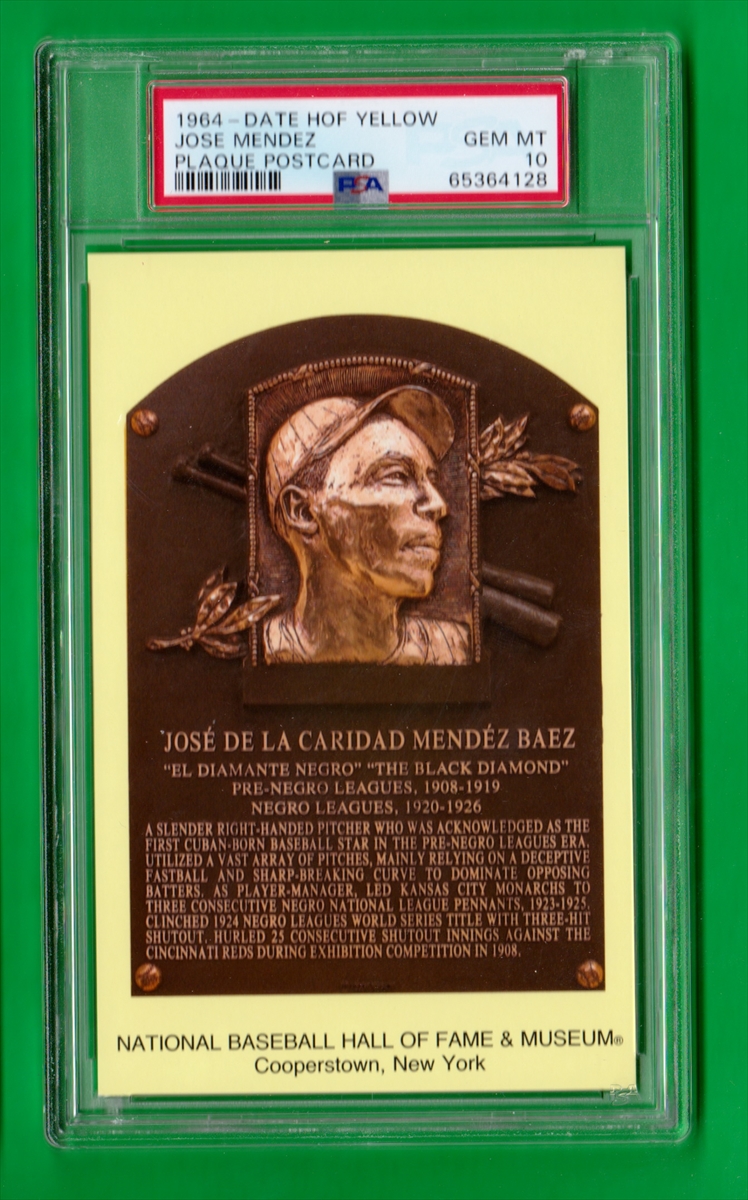 1964-DATE HOF YELLOW
JOSE MENDEZ GEM MT
PLAQUE POSTCARD 10
PSA 65364128
JOSÉ DE LA CARIDAD MENDÉZ BAEZ
"EL DIAMANTE NEGRO" "THE BLACK DIAMOND"
PRE-NEGRO LEAGUES, 1908-1919
NEGRO LEAGUES, 1920-1926
A SLENDER RIGHT-HANDED PITCHER WHO WAS ACKNOWLEDGED AS THE
FIRST CUBAN-BORN BASEBALL STAR IN THE PRE-NEGRO LEAGUES ERA.
UTILIZED A VAST ARRAY OF PITCHES, MAINLY RELYING ON A DECEPTIVE
FASTBALL AND SHARP-BREAKING CURVE TO DOMINATE OPPOSING
BATTERS. AS PLAYER-MANAGER, LED KANSAS CITY MONARCHS TO
THREE CONSECUTIVE NEGRO NATIONAL LEAGUE PENNANTS, 1923-1925.
CLINCHED 1924 NEGRO LEAGUES WORLD SERIES TITLE WITH THREE-HIT
SHUTOUT. HURLED 25 CONSECUTIVE SHUTOUT INNINGS AGAINST THE
CINCINNATI REDS DURING EXHIBITION COMPETITION IN 1908.
NATIONAL BASEBALL HALL OF FAME & MUSEUM®
Cooperstown, New York